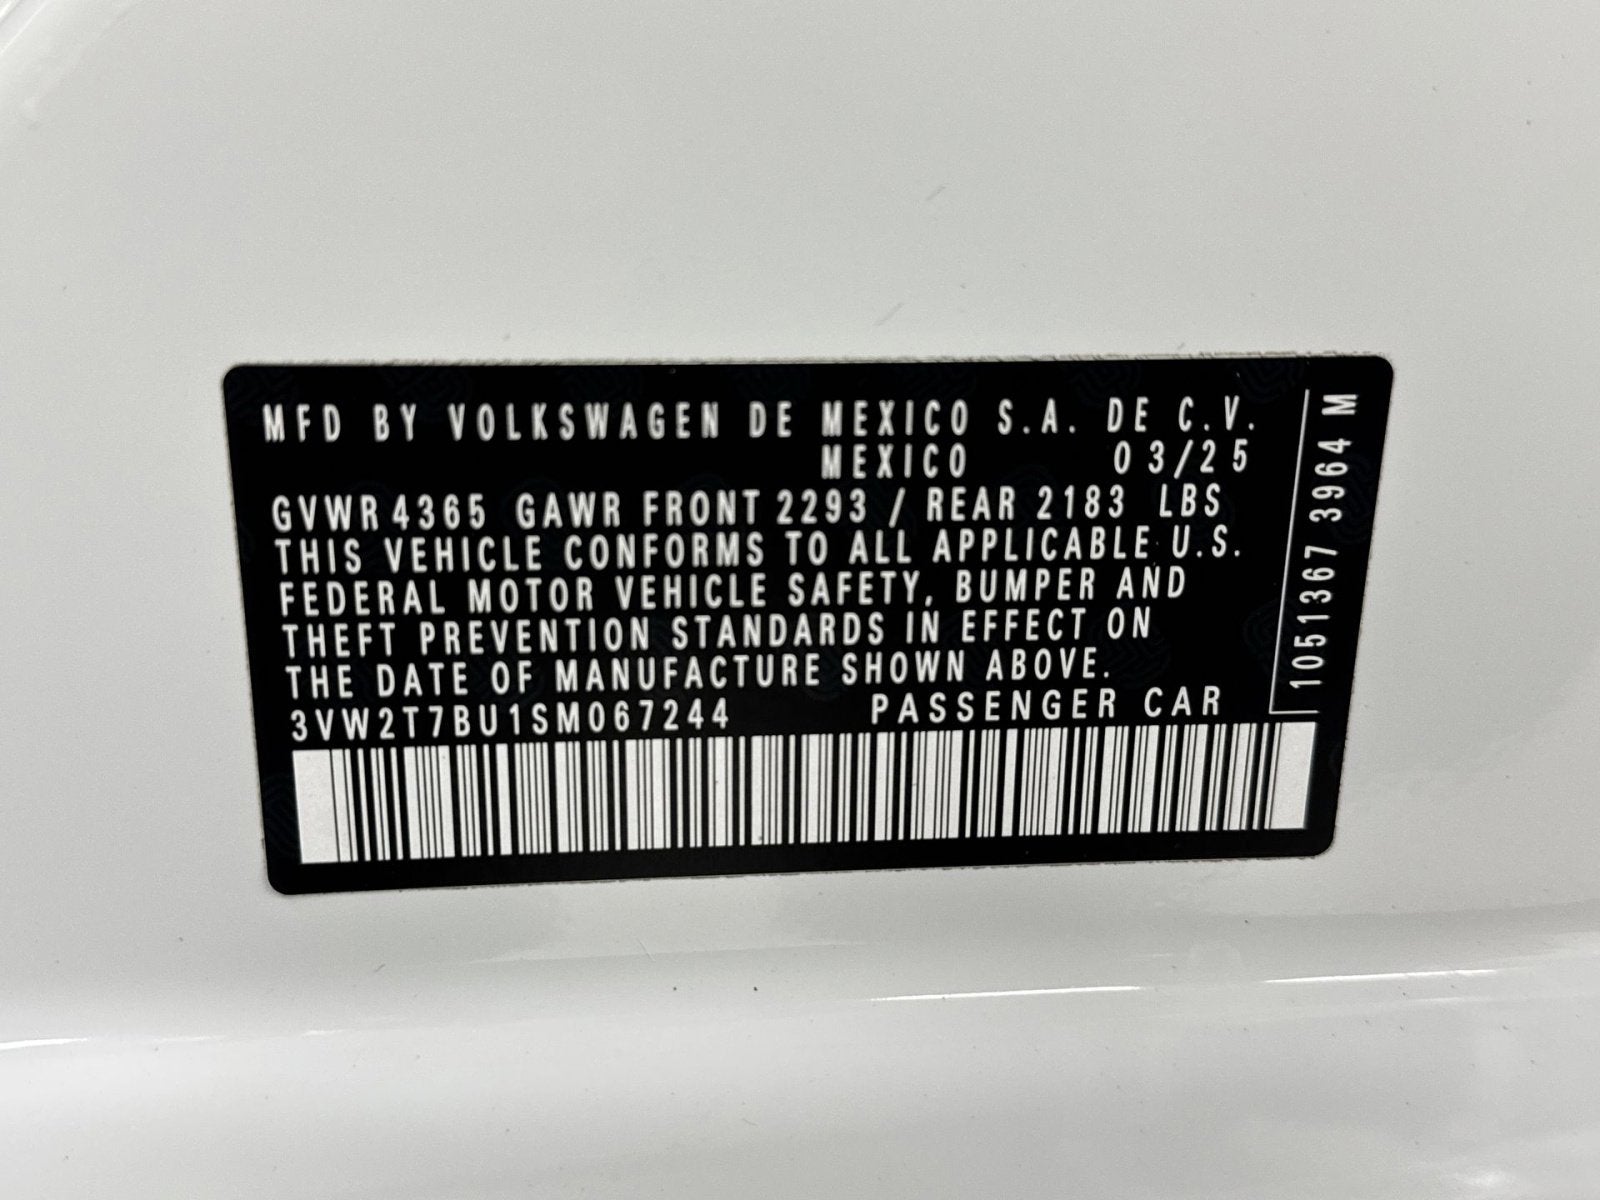 MFD BY VOLKSWAGEN DE MEXICO S.A. DE C.V.
MEXICO 03/25
GVWR 4365 GAWR FRONT 2293 / REAR 2183 LBS
THIS VEHICLE CONFORMS TO ALL APPLICABLE U.S.
FEDERAL MOTOR VEHICLE SAFETY, BUMPER AND
THEFT PREVENTION STANDARDS IN EFFECT ON
THE DATE OF MANUFACTURE SHOWN ABOVE.
3VW2T7BU1SM067244 PASSENGER CAR
1051367 3964 M